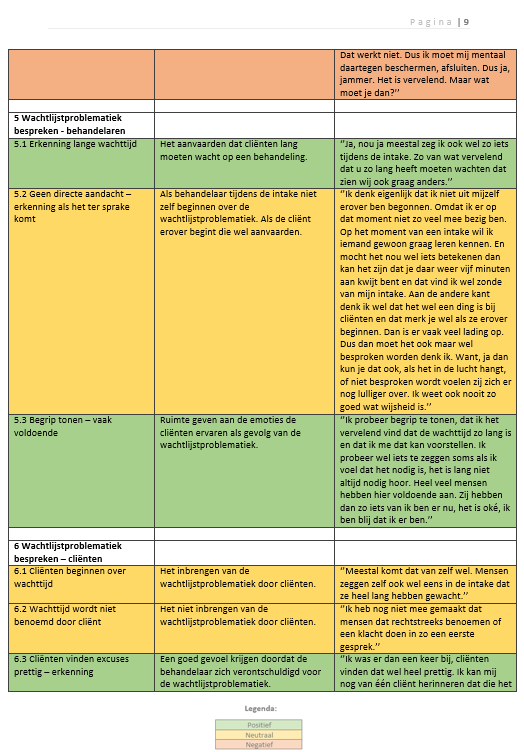 Pagina | 9
Dat werkt niet. Dus ik moet mij mentaal
daartegen beschermen, afsluiten. Dus ja,
jammer. Het is vervelend. Maar wat
moet je dan?’’
5 Wachtlijstproblematiek
bespreken - behandelaren
5.1 Erkenning lange wachttijd
Het aanvaarden dat cliënten lang
moeten wacht op een behandeling.
‘‘Ja, nou ja meestal zeg ik ook wel zo iets
tijdens de intake. Zo van wat vervelend
dat u zo lang heeft moeten wachten dat
zien wij ook graag anders.’’
5.2 Geen directe aandacht –
erkenning als het ter sprake
komt
Als behandelaar tijdens de intake niet
zelf beginnen over de
wachtlijstproblematiek. Als de cliënt
erover begint die wel aanvaarden.
‘‘Ik denk eigenlijk dat ik niet uit mijzelf
erover ben begonnen. Omdat ik er op
dat moment niet zo veel mee bezig ben.
Op het moment van een intake wil ik
iemand gewoon graag leren kennen. En
mocht het nou wel iets betekenen dan
kan het zijn dat je daar weer vijf minuten
aan kwijt bent en dat vind ik wel zonde
van mijn intake. Aan de andere kant
denk ik wel dat het wel een ding is bij
cliënten en dat merk je wel als ze erover
beginnen. Dan is er vaak veel lading op.
Dus dan moet het ook maar wel
besproken worden denk ik. Want, ja dan
kun je dat ook, als het in de lucht hangt,
of niet besproken wordt voelen zij zich er
nog lulliger over. Ik weet ook nooit zo
goed wat wijsheid is.’’
5.3 Begrip tonen – vaak
voldoende
Ruimte geven aan de emoties die
cliënten ervaren als gevolg van de
wachtlijstproblematiek.
‘‘Ik probeer begrip te tonen, dat ik het
vervelend vind dat de wachttijd zo lang is
en dat ik me dat kan voorstellen. Ik
probeer wel iets te zeggen soms als ik
voel dat het nodig is, het is lang niet
altijd nodig hoor. Heel veel mensen
hebben hier voldoende aan. Zij hebben
dan zo iets van ik ben er nu, het is oké, ik
ben blij dat ik er ben.’’
6 Wachtlijstproblematiek
bespreken – cliënten
6.1 Cliënten beginnen over
wachttijd
Het inbrengen van de
wachtlijstproblematiek door cliënten.
‘‘Meestal komt dat van zelf wel. Mensen
zeggen zelf ook wel eens in de intake dat
ze heel lang hebben gewacht.’’
6.2 Wachttijd wordt niet
benoemd door cliënt
Het niet inbrengen van de
wachtlijstproblematiek door cliënten.
‘‘Ik heb nog niet mee gemaakt dat
mensen dat rechtstreeks benoemen of
een klacht doen in zo een eerste
gesprek.’’
6.3 Cliënten vinden excuses
prettig – erkenning
Een goed gevoel krijgen doordat de
behandelaar zich verontschuldigd voor
de wachtlijstproblematiek.
‘‘Ik was er dan een keer bij, cliënten
vinden dat wel heel prettig. Ik kan mij
nog van één cliënt herinneren dat die het
Legenda:
Positief
Neutraal
Negatief